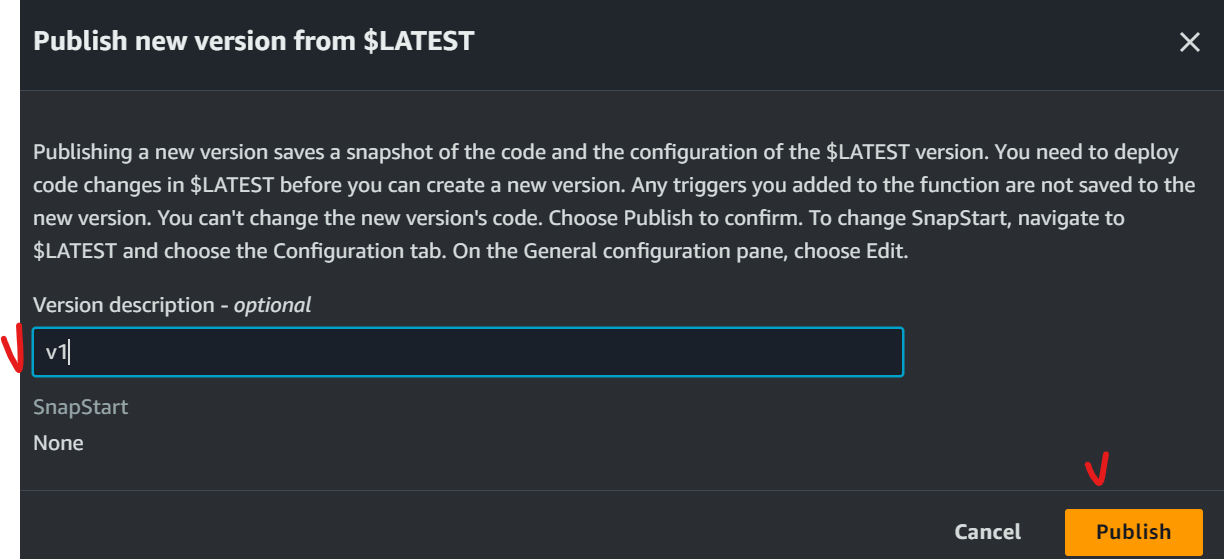 Publish new version from $LATEST
Publishing a new version saves a snapshot of the code and the configuration of the $LATEST version. You need to deploy
code changes in $LATEST before you can create a new version. Any triggers you added to the function are not saved to the
new version. You can't change the new version's code. Choose Publish to confirm. To change SnapStart, navigate to
$LATEST and choose the Configuration tab. On the General configuration pane, choose Edit.
Version description - optional
v1
SnapStart
None
Cancel
Publish